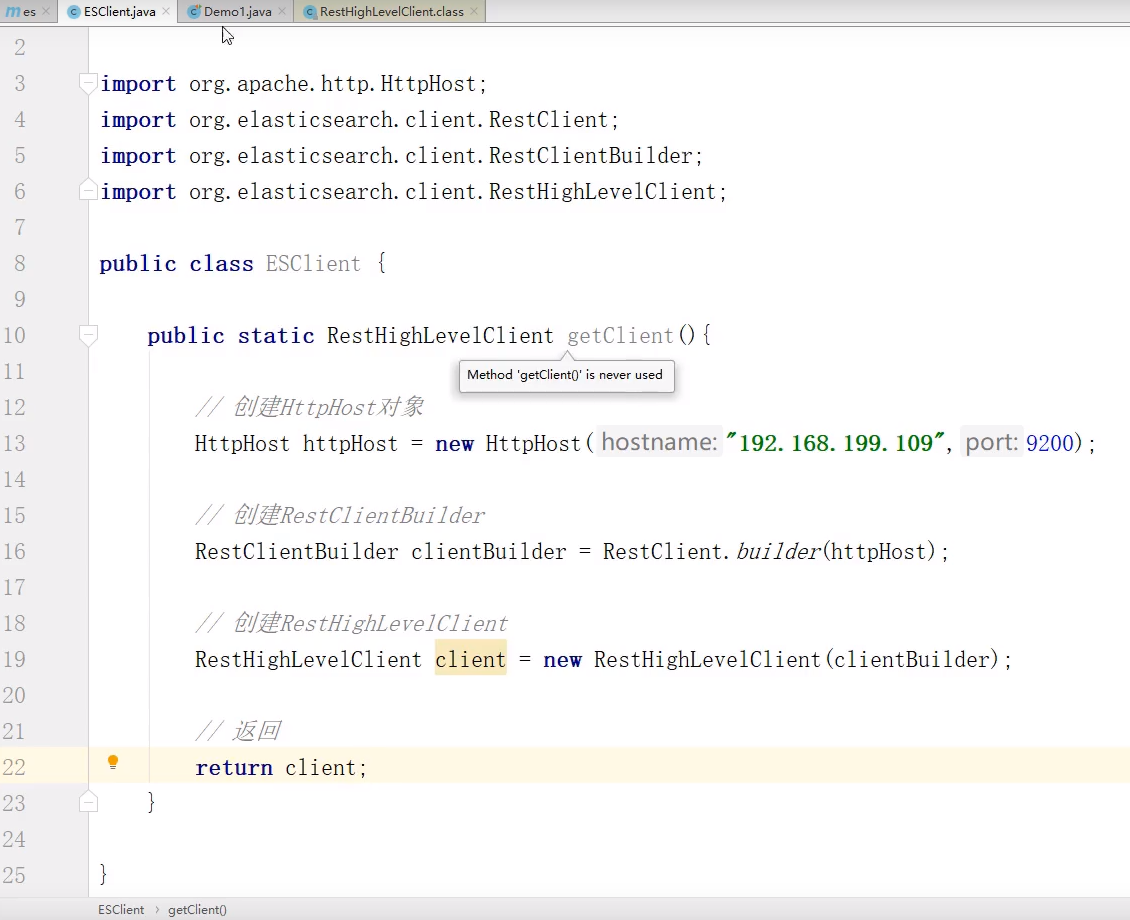 es ESClient.java Demo1.java RestHighLevelClient.class
2
3 import org.apache.http.HttpHost;
4 import org.elasticsearch.client.RestClient;
5 import org.elasticsearch.client.RestClientBuilder;
6 import org.elasticsearch.client.RestHighLevelClient;
7
8 public class ESClient {
9
10 public static RestHighLevelClient getClient(){
Method 'getClient()' is never used
11
12 // 创建HttpHost对象
13 HttpHost httpHost = new HttpHost( hostname: "192.168.199.109", port: 9200);
14
15 // 创建RestClientBuilder
16 RestClientBuilder clientBuilder = RestClient.builder(httpHost);
17
18 // 创建RestHighLevelClient
19 RestHighLevelClient client = new RestHighLevelClient(clientBuilder);
20
21 // 返回
22 return client;
23 }
24
25 }
ESClient › getClient()